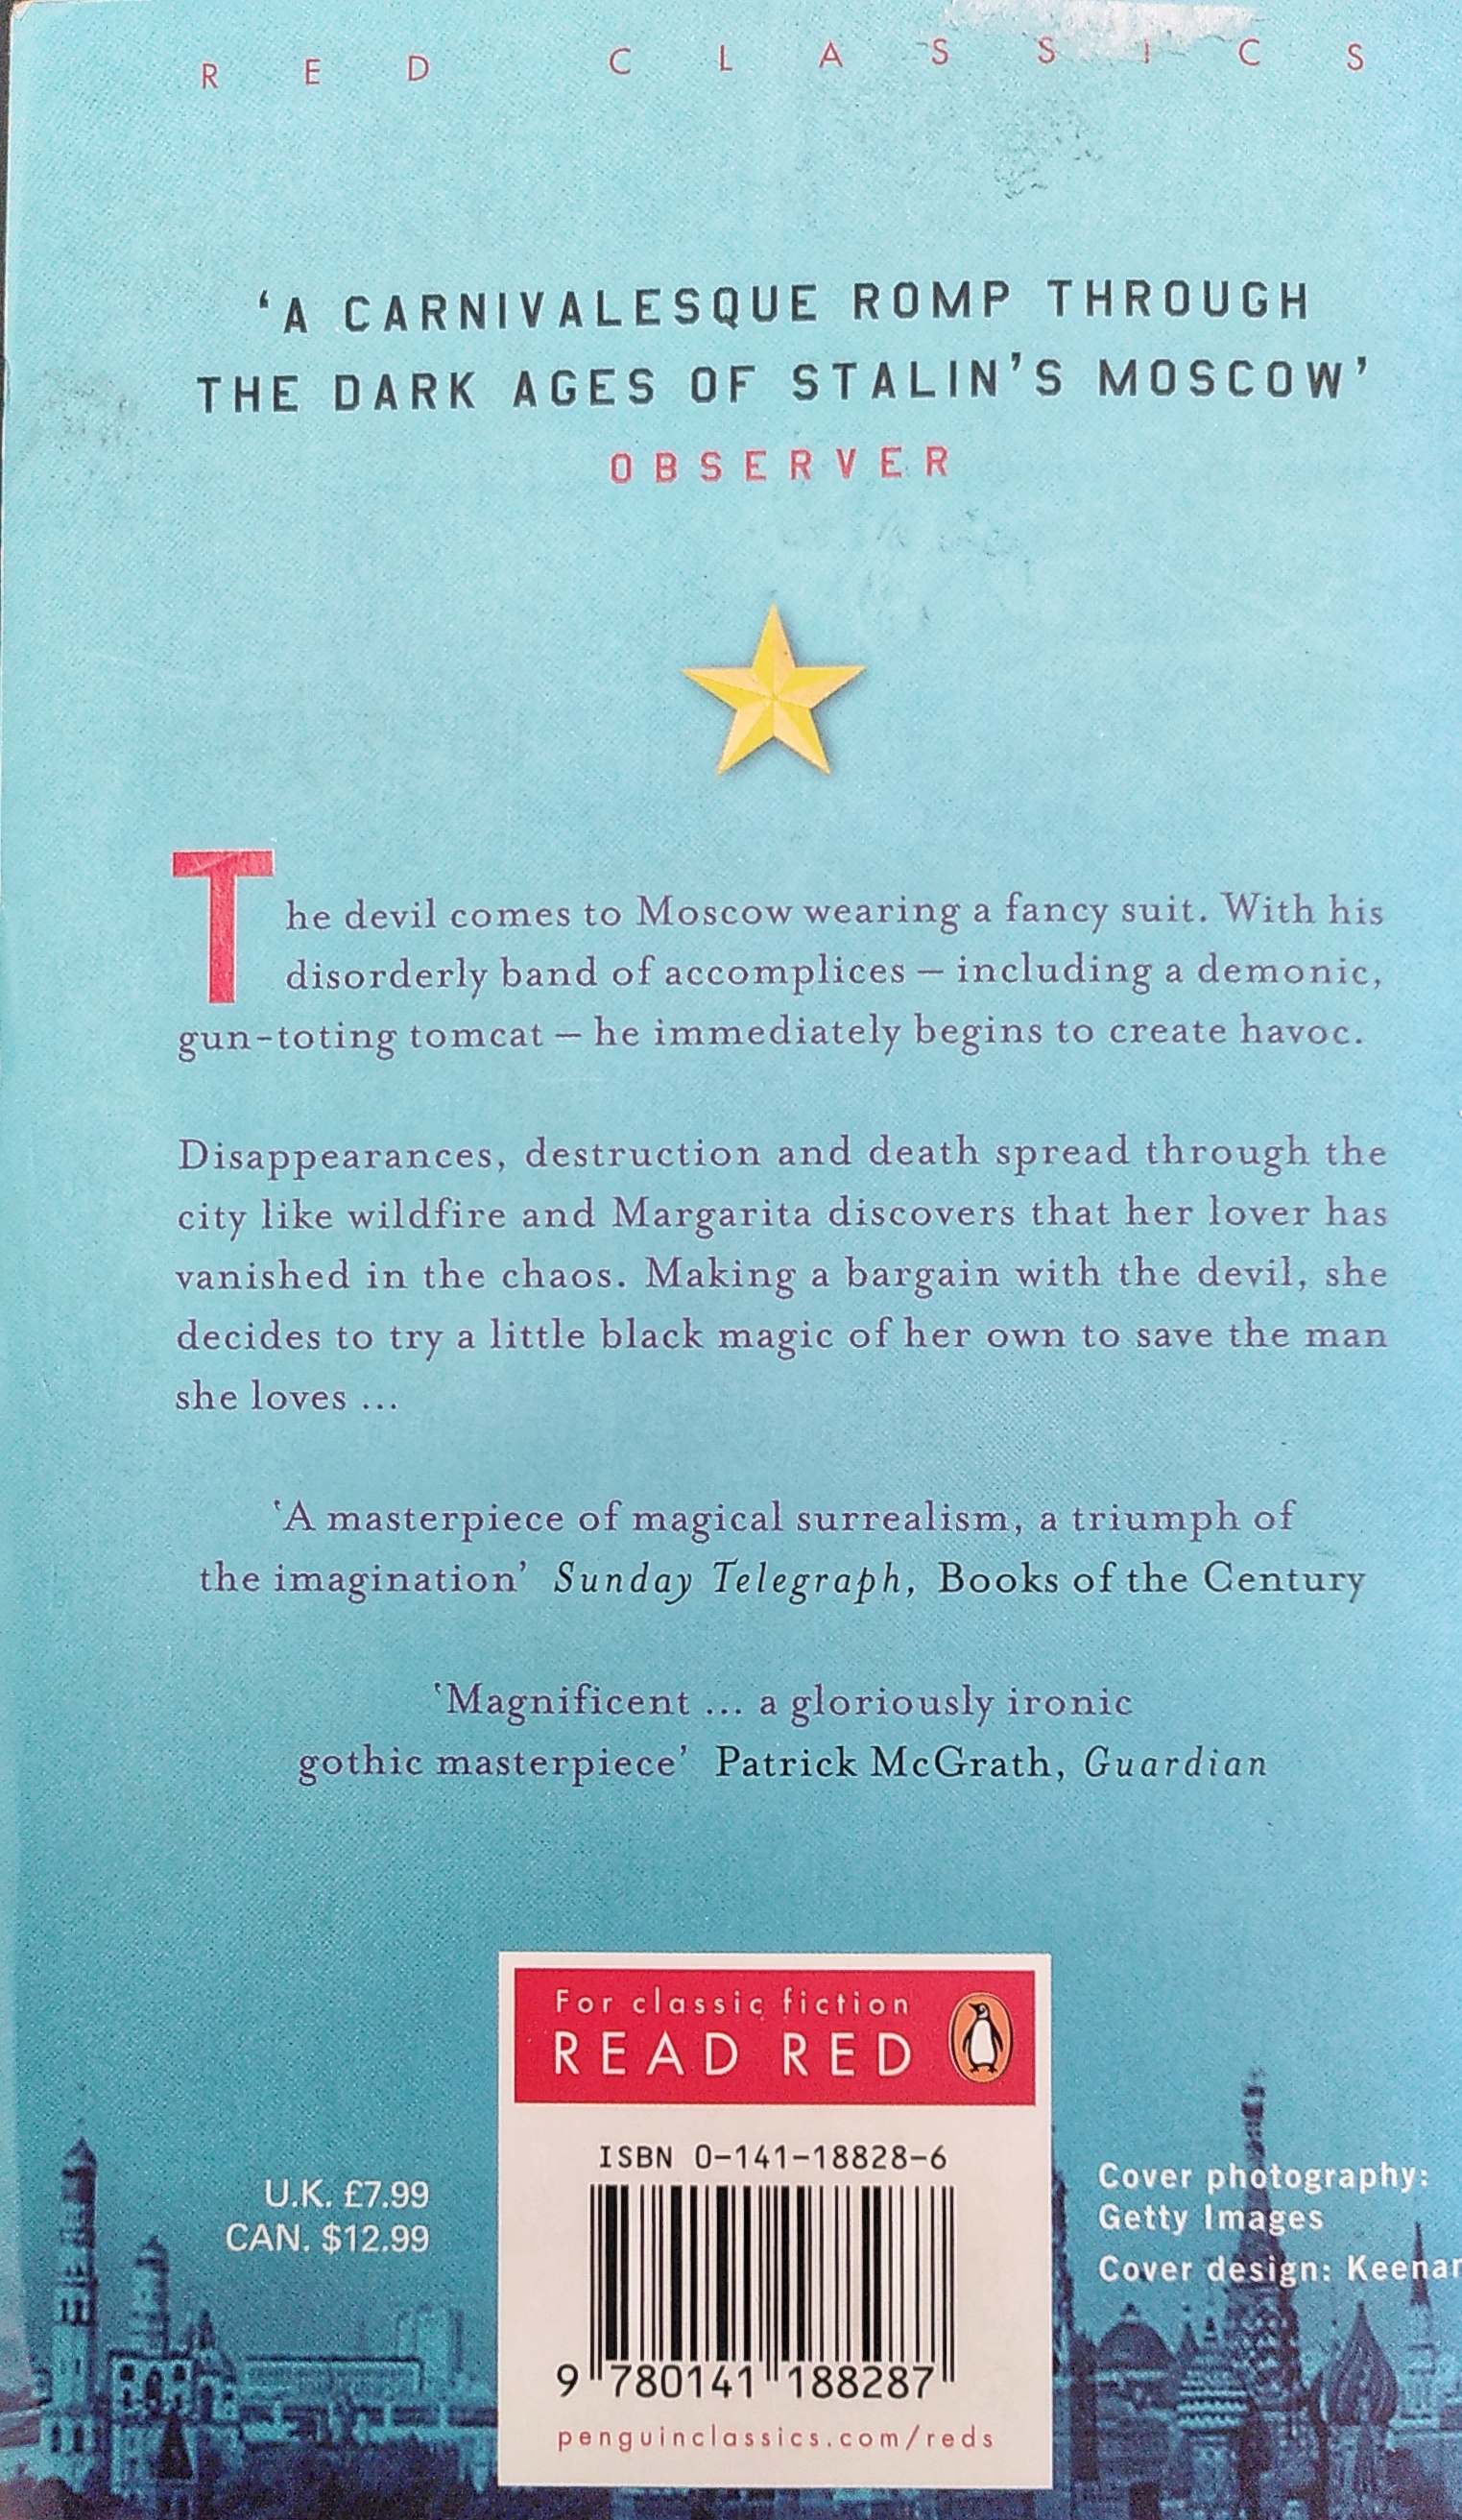 RED CLASSICS
‘A CARNIVALESQUE ROMP THROUGH
THE DARK AGES OF STALIN’S MOSCOW’
OBSERVER
The devil comes to Moscow wearing a fancy suit. With his
disorderly band of accomplices – including a demonic,
gun-toting tomcat – he immediately begins to create havoc.
Disappearances, destruction and death spread through the
city like wildfire and Margarita discovers that her lover has
vanished in the chaos. Making a bargain with the devil, she
decides to try a little black magic of her own to save the man
she loves ...
‘A masterpiece of magical surrealism, a triumph of
the imagination’ Sunday Telegraph, Books of the Century
‘Magnificent ... a gloriously ironic
gothic masterpiece’ Patrick McGrath, Guardian
For classic fiction
READ RED
ISBN 0-141-18828-6
9 780141 188287
penguinclassics.com/reds
U.K. £7.99
CAN. $12.99
Cover photography:
Getty Images
Cover design: